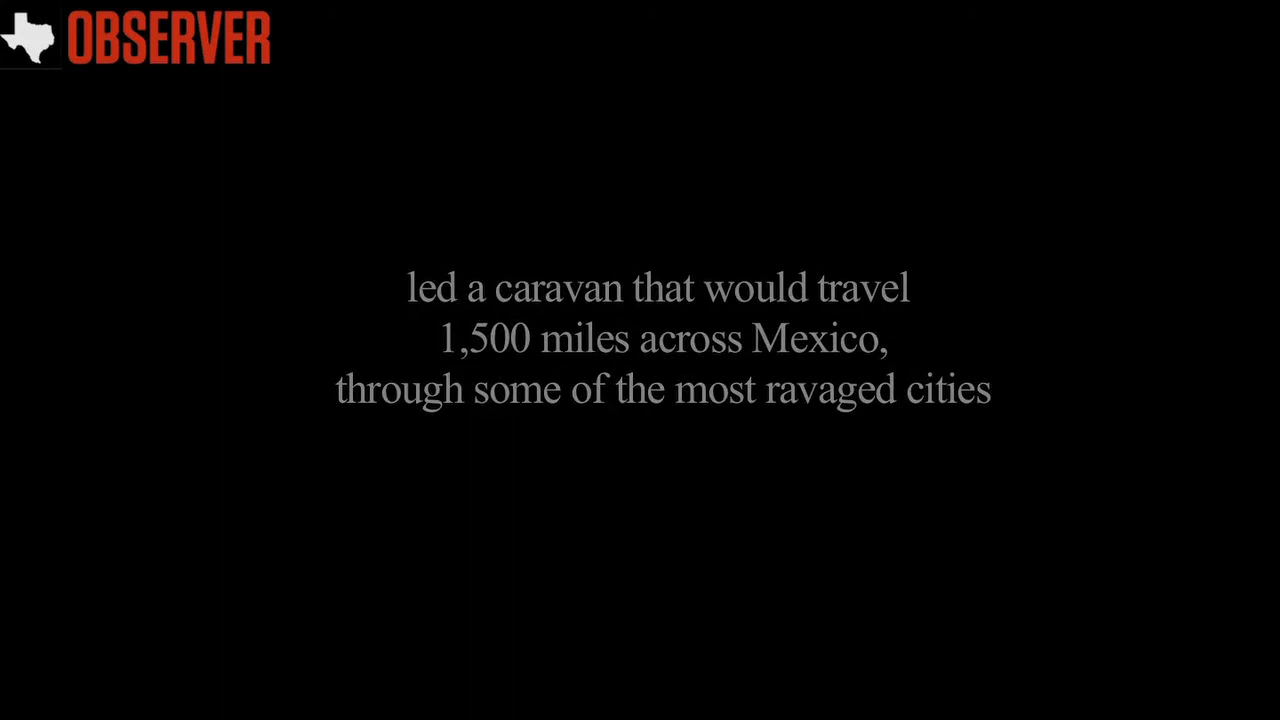 OBSERVER
led a caravan that would travel
1,500 miles across Mexico,
through some of the most ravaged cities